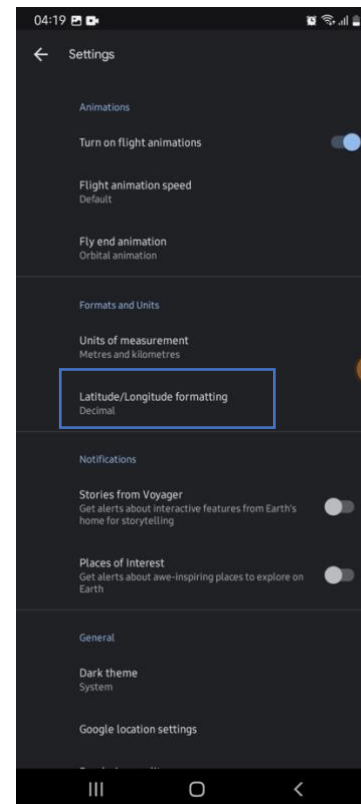 04:19
Settings
Animations
Turn on flight animations
Flight animation speed
Default
Fly end animation
Orbital animation
Formats and Units
Units of measurement
Metres and kilometres
Latitude/Longitude formatting
Decimal
Notifications
Stories from Voyager
Get alerts about interactive features from Earth's
home for storytelling
Places of Interest
Get alerts about awe-inspiring places to explore on
Earth
General
Dark theme
System
Google location settings